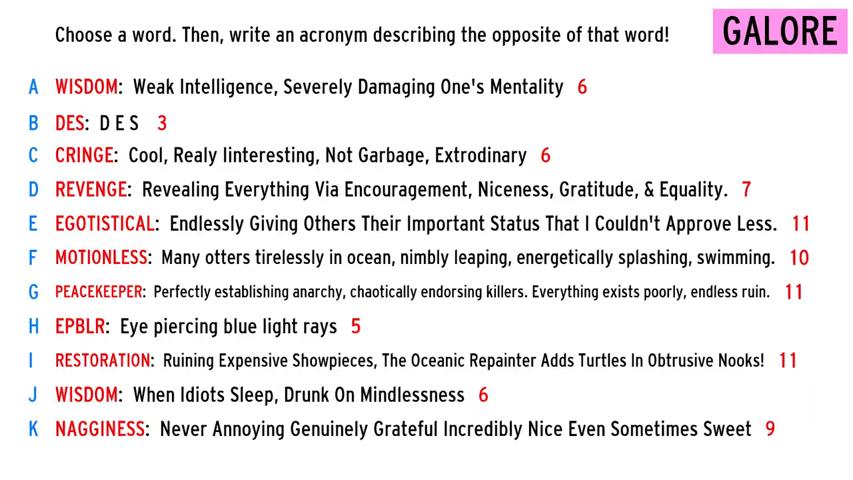 Choose a word. Then, write an acronym describing the opposite of that word!
GALORE
A WISDOM: Weak Intelligence, Severely Damaging One's Mentality 6
B DES: D E S 3
C CRINGE: Cool, Realy Iinteresting, Not Garbage, Extrodinary 6
D REVENGE: Revealing Everything Via Encouragement, Niceness, Gratitude, & Equality. 7
E EGOTISTICAL: Endlessly Giving Others Their Important Status That I Couldn't Approve Less. 11
F MOTIONLESS: Many otters tirelessly in ocean, nimbly leaping, energetically splashing, swimming. 10
G PEACEKEEPER: Perfectly establishing anarchy, chaotically endorsing killers. Everything exists poorly, endless ruin. 11
H EPBLR: Eye piercing blue light rays 5
I RESTORATION: Ruining Expensive Showpieces, The Oceanic Repainter Adds Turtles In Obtrusive Nooks! 11
J WISDOM: When Idiots Sleep, Drunk On Mindlessness 6
K NAGGINESS: Never Annoying Genuinely Grateful Incredibly Nice Even Sometimes Sweet 9